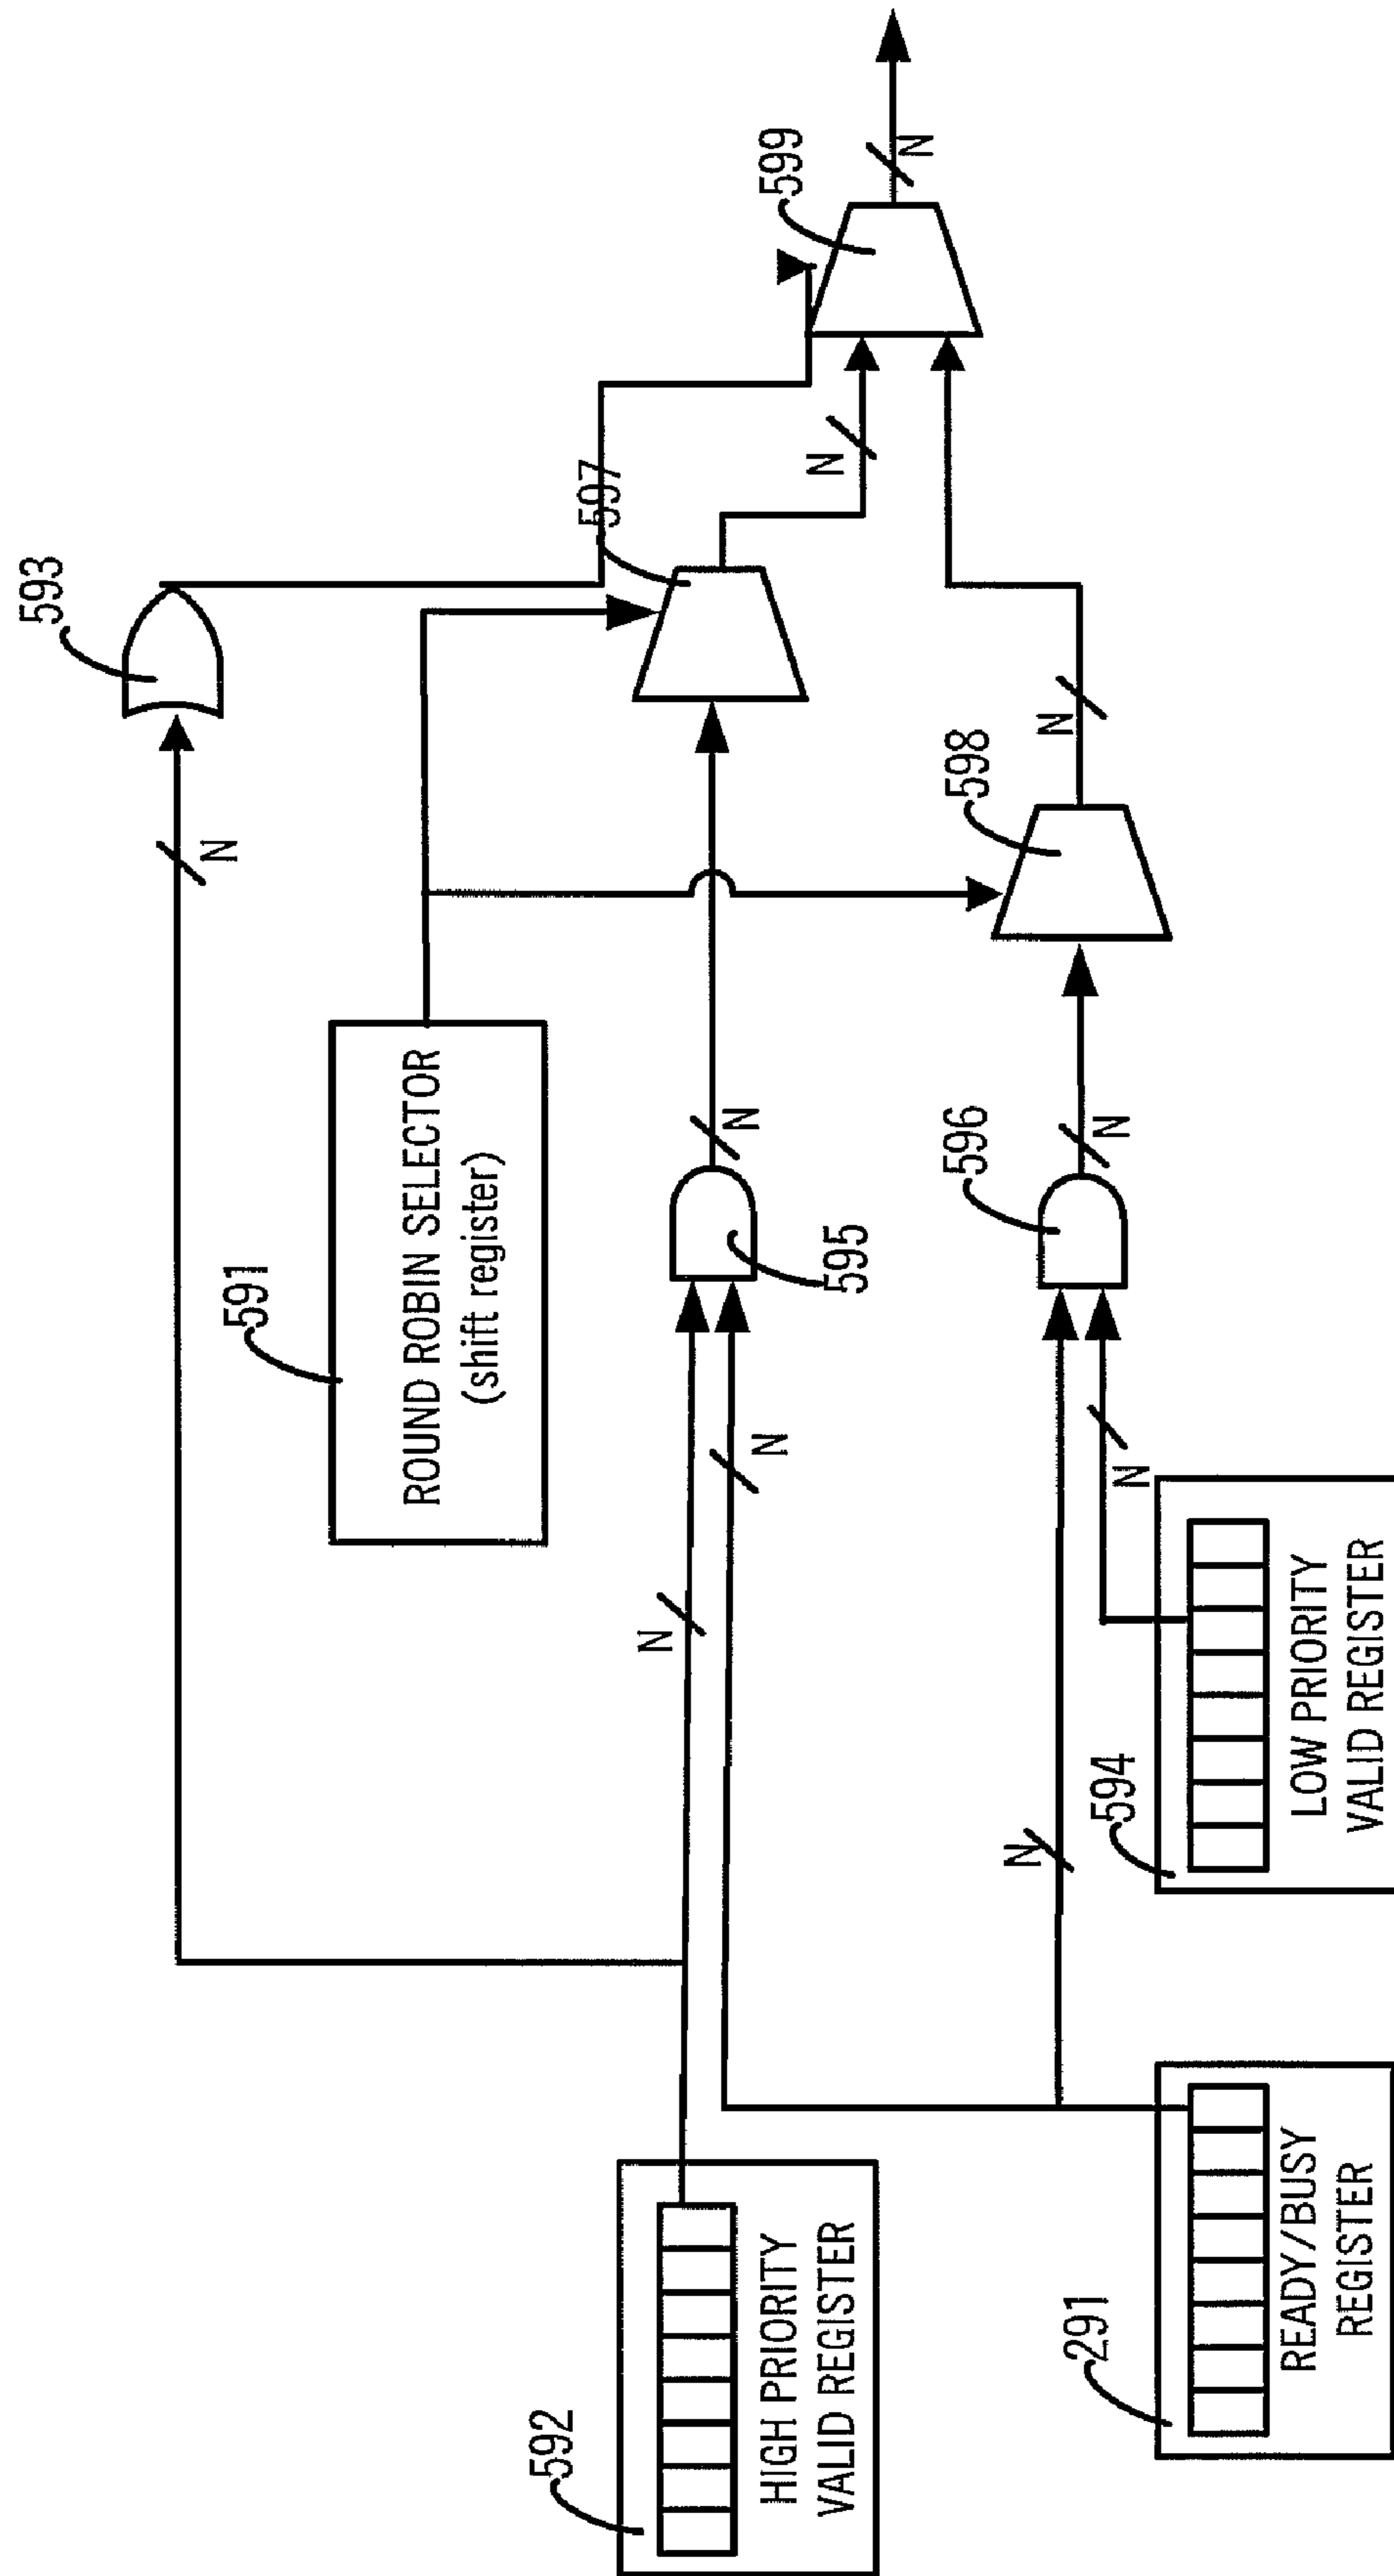 593
N
591
ROUND ROBIN SELECTOR
(shift register)
597
599
N
N
592
HIGH PRIORITY
VALID REGISTER
N
N
595
N
598
N
596
N
N
291
READY/BUSY
REGISTER
594
N
LOW PRIORITY
VALID REGISTER